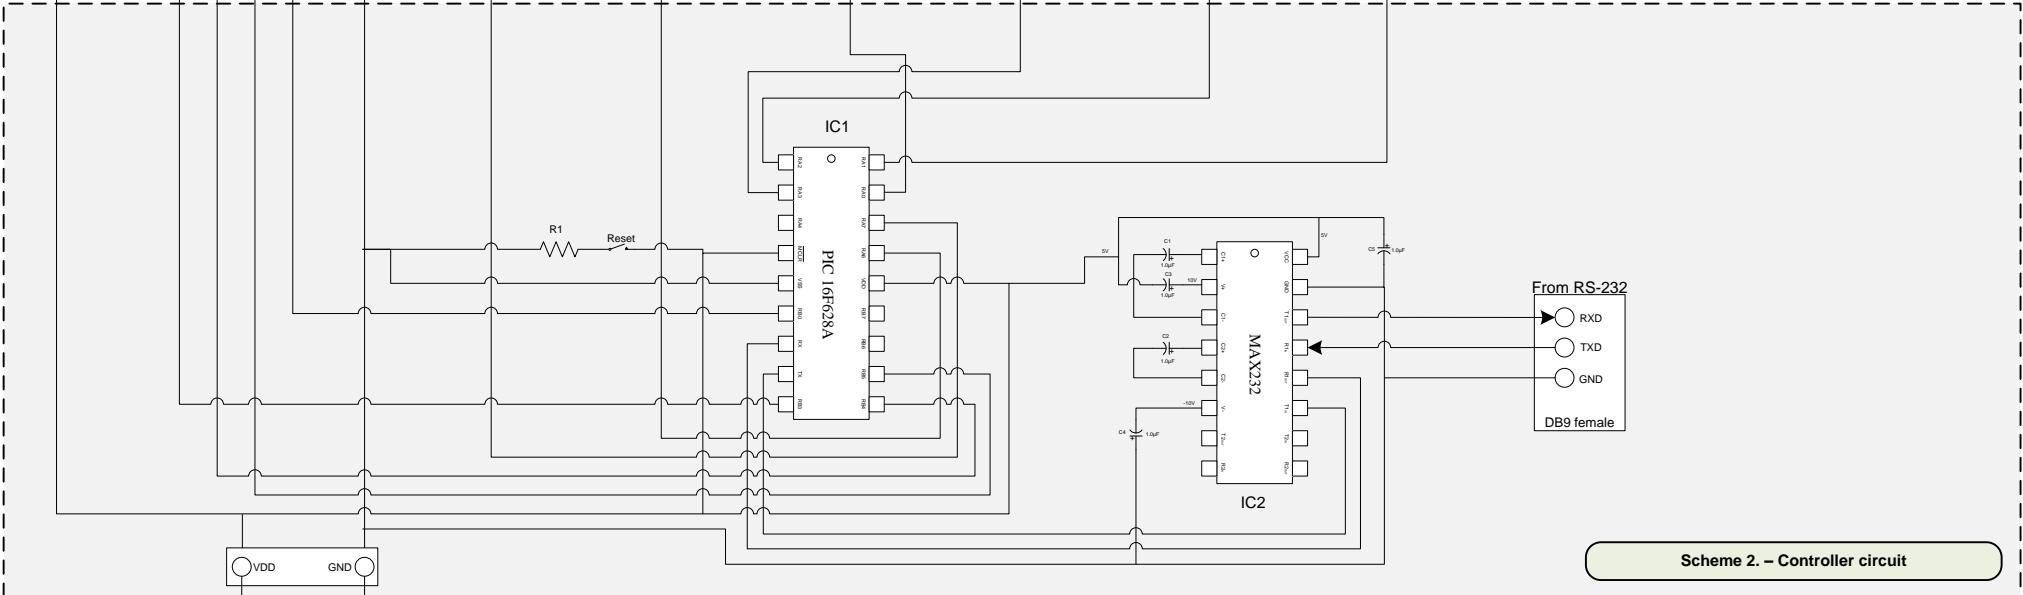 IC1
RA2
RA1
RA3
RA0
RA4
RA7
R1
Reset
MCLR
RA6
VSS
VDD
RB0
RB7
RX
RB6
TX
RB5
RB3
RB4
PIC 16F628A
5V
C1
1.0µF
C3
10V
1.0µF
C2
1.0µF
-10V
C4
1.0µF
5V
C5
1.0µF
C1+
VCC
V+
GND
C1-
T1out
C2+
R1in
C2-
R1out
V-
T1in
T2out
T2in
R2in
R2out
MAX232
IC2
From RS-232
RXD
TXD
GND
DB9 female
VDD
GND
Scheme 2. – Controller circuit